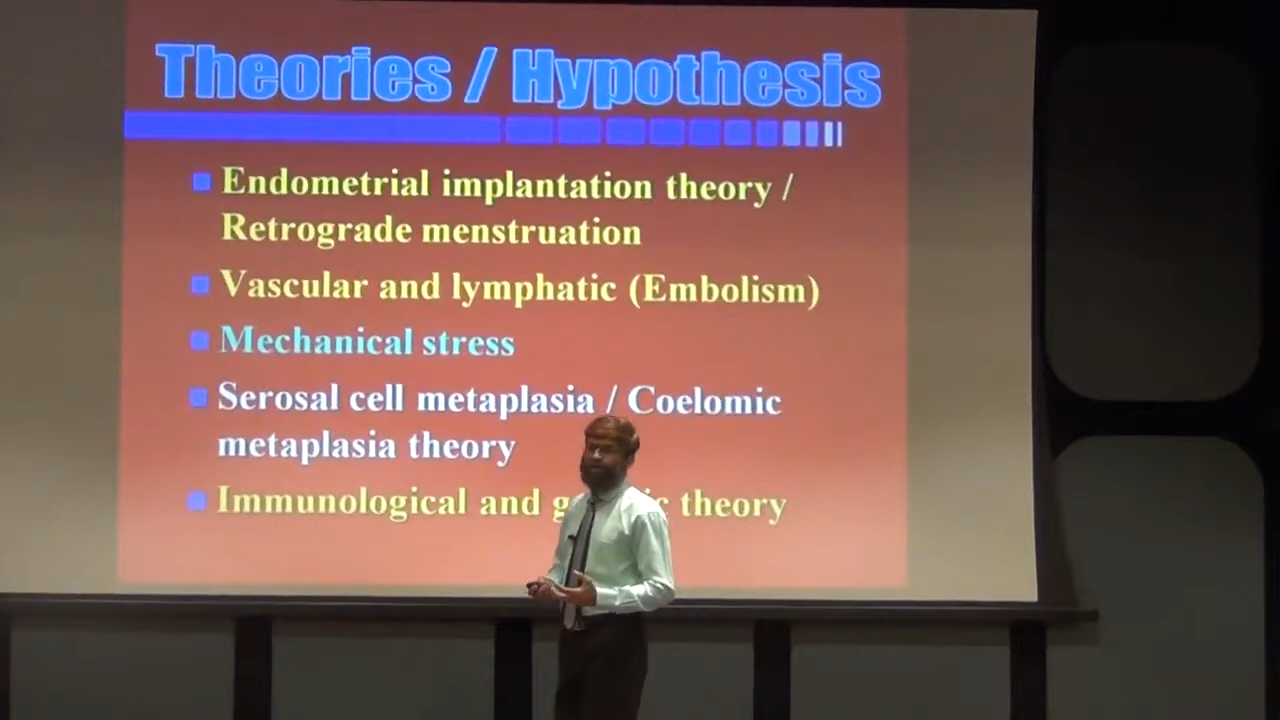 Theories / Hypothesis
Endometrial implantation theory /
Retrograde menstruation
Vascular and lymphatic (Embolism)
Mechanical stress
Serosal cell metaplasia / Coelomic
metaplasia theory
Immunological and theory